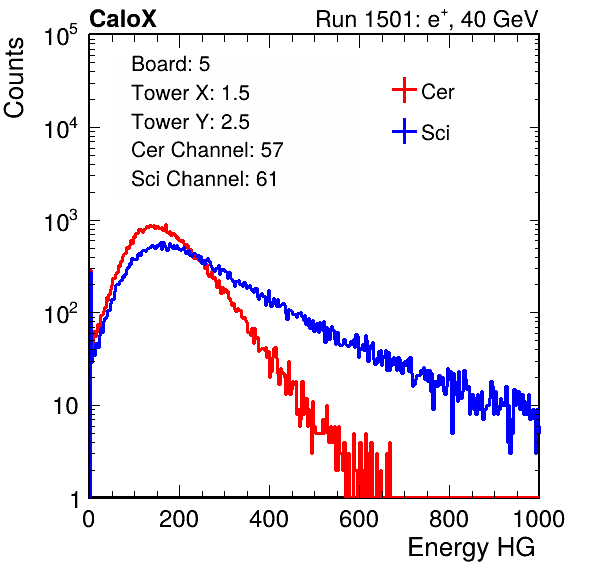 CaloX Run 1501: e⁺, 40 GeV
Counts
10⁵
10⁴
10³
10²
10
1
Board: 5
Tower X: 1.5
Tower Y: 2.5
Cer Channel: 57
Sci Channel: 61
Cer
Sci
0 200 400 600 800 1000
Energy HG